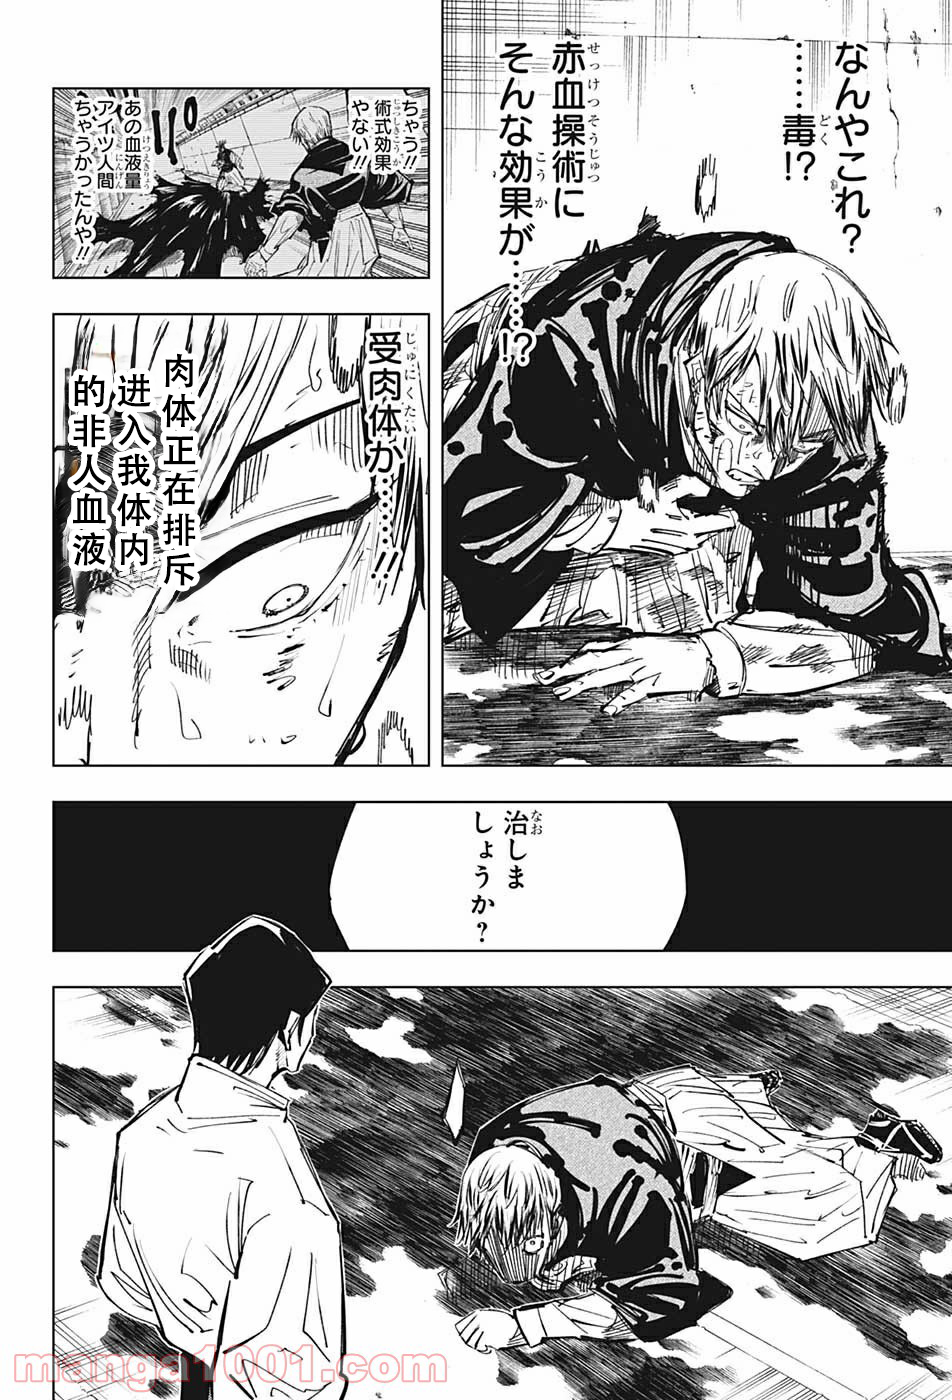 なんやこれ？
……毒!?
赤血操術に
そんな効果が……!?
ちゃう!!
術式効果
やない!!
あの血液量
アイツ人間
ちゃうかったんや!!
受肉体か……!!
肉体正在排斥
进入我体内
的非人血液
治しま
しょうか？
manga1001.com